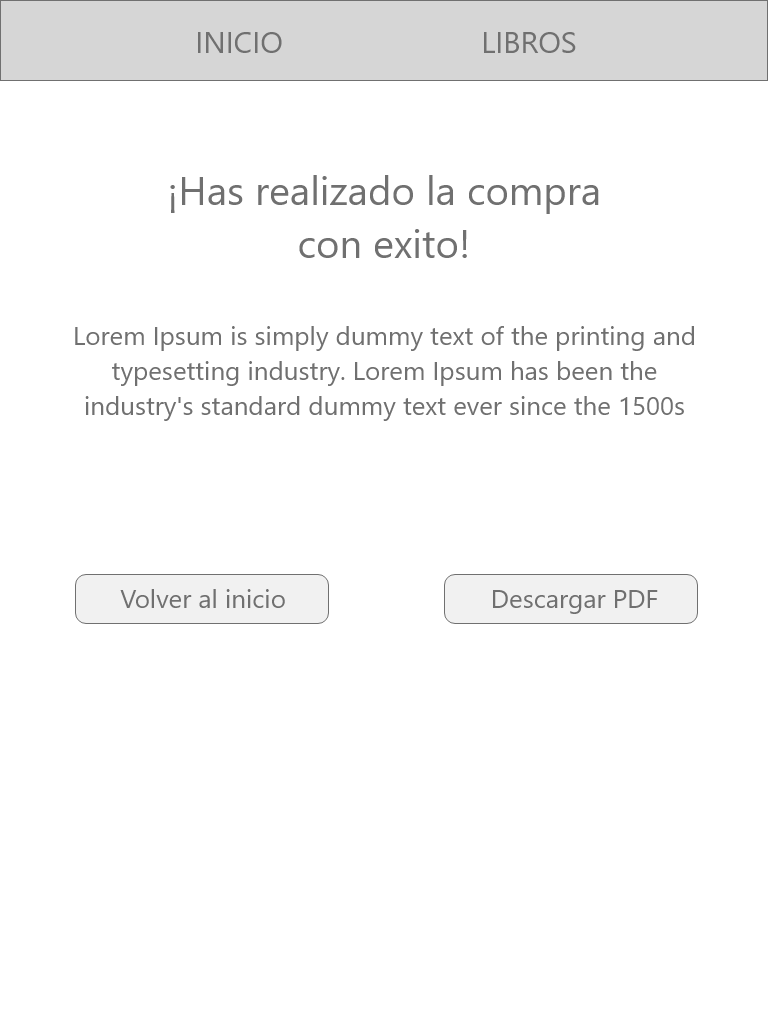 INICIO LIBROS
¡Has realizado la compra
con exito!
Lorem Ipsum is simply dummy text of the printing and
typesetting industry. Lorem Ipsum has been the
industry's standard dummy text ever since the 1500s
Volver al inicio Descargar PDF